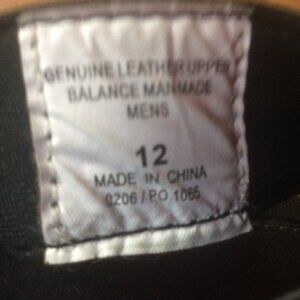 GENUINE LEATHER UPPER
BALANCE MANMADE
MENS
12
MADE IN CHINA
0206 / PO 1065